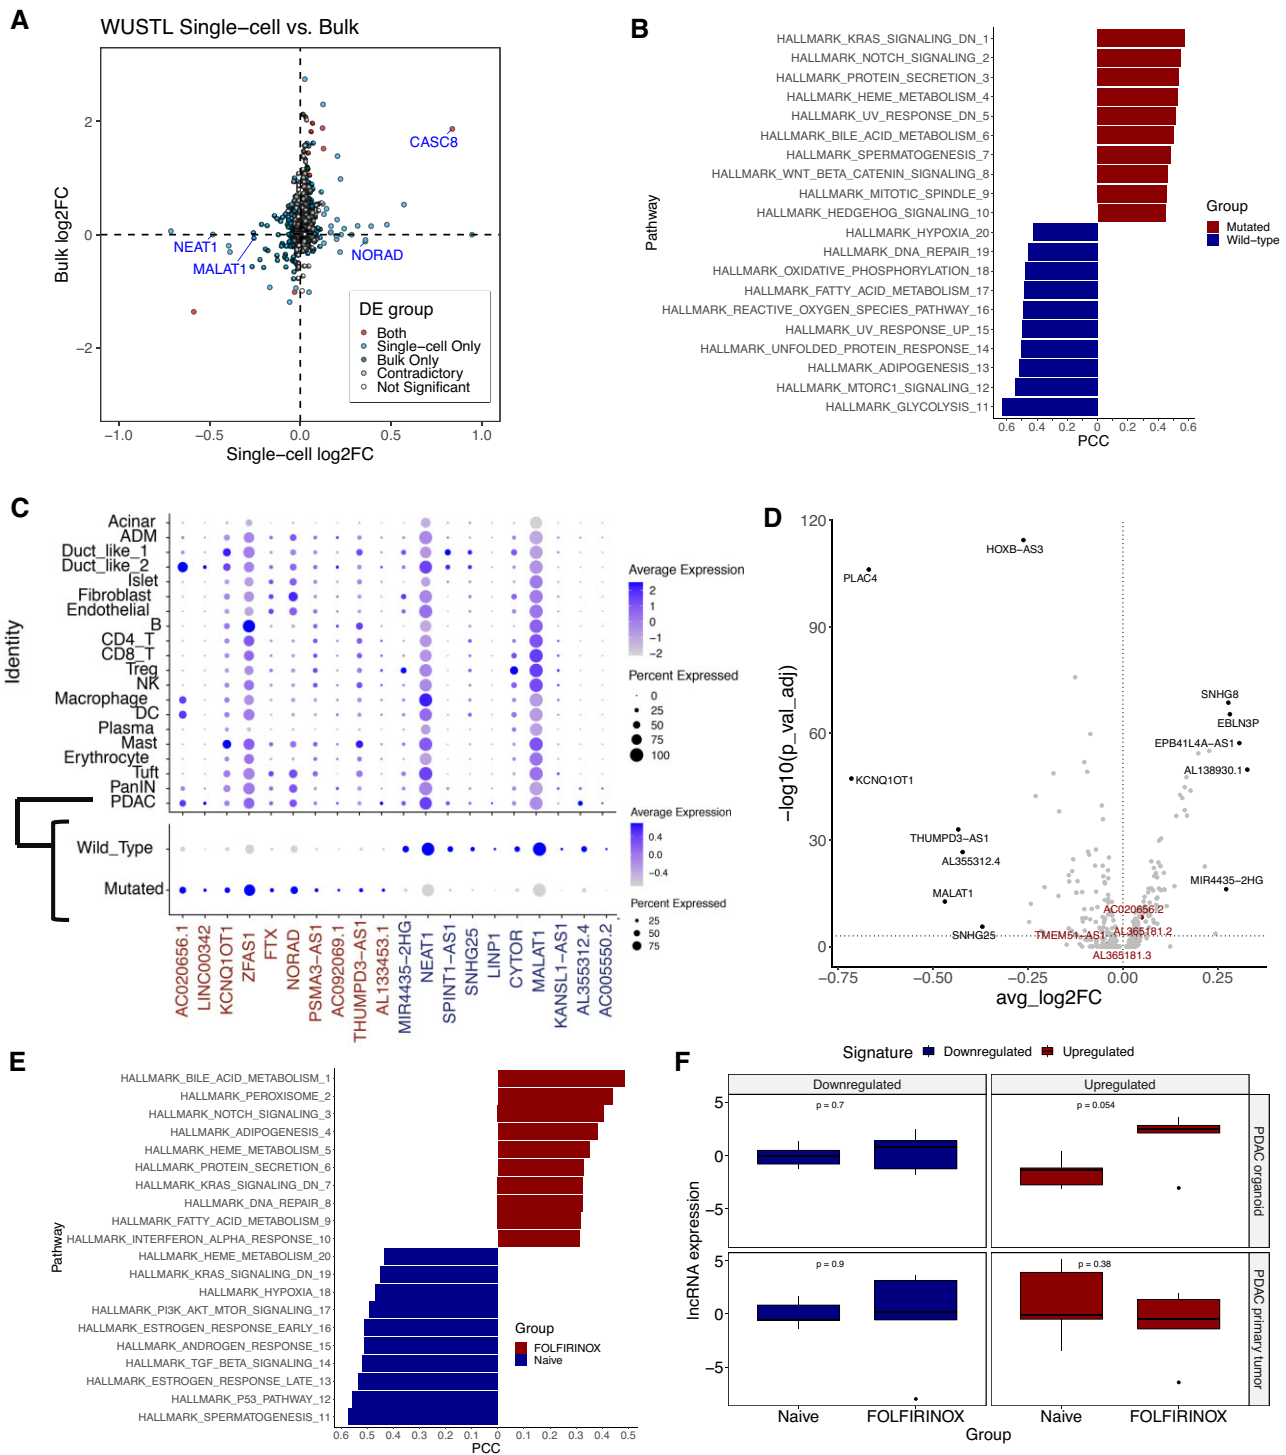 A
WUSTL Single-cell vs. Bulk
Bulk log2FC
2
0
−2
CASC8
NEAT1
MALAT1
NORAD
DE group
Both
Single-cell Only
Bulk Only
Contradictory
Not Significant
−1.0
−0.5
0.0
0.5
1.0
Single-cell log2FC
B
Pathway
HALLMARK_KRAS_SIGNALING_DN_1
HALLMARK_NOTCH_SIGNALING_2
HALLMARK_PROTEIN_SECRETION_3
HALLMARK_HEME_METABOLISM_4
HALLMARK_UV_RESPONSE_DN_5
HALLMARK_BILE_ACID_METABOLISM_6
HALLMARK_SPERMATOGENESIS_7
HALLMARK_WNT_BETA_CATENIN_SIGNALING_8
HALLMARK_MITOTIC_SPINDLE_9
HALLMARK_HEDGEHOG_SIGNALING_10
HALLMARK_HYPOXIA_20
HALLMARK_DNA_REPAIR_19
HALLMARK_OXIDATIVE_PHOSPHORYLATION_18
HALLMARK_FATTY_ACID_METABOLISM_17
HALLMARK_REACTIVE_OXYGEN_SPECIES_PATHWAY_16
HALLMARK_UV_RESPONSE_UP_15
HALLMARK_UNFOLDED_PROTEIN_RESPONSE_14
HALLMARK_ADIPOGENESIS_13
HALLMARK_MTORC1_SIGNALING_12
HALLMARK_GLYCOLYSIS_11
0.6 0.4 0.2 0 0.2 0.4 0.6
PCC
Group
Mutated
Wild−type
C
Identity
Acinar
ADM
Duct_like_1
Duct_like_2
Islet
Fibroblast
Endothelial
B
CD4_T
CD8_T
Treg
NK
Macrophage
DC
Plasma
Mast
Erythrocyte
Tuft
PanIN
PDAC
Wild_Type
Mutated
AC020656.1
LINC00342
KCNQ1OT1
ZFAS1
FTX
NORAD
PSMA3−AS1
AC092069.1
THUMPD3−AS1
AL133453.1
MIR4435−2HG
NEAT1
SPINT1−AS1
SNHG25
LINP1
CYTOR
MALAT1
KANSL1−AS1
AL355312.4
AC005550.2
Average Expression
2
1
0
−1
−2
Percent Expressed
0
25
50
75
100
Average Expression
0.4
0.0
−0.4
Percent Expressed
25
50
75
D
−log10(p_val_adj)
120
90
60
30
0
HOXB−AS3
PLAC4
SNHG8
EBLN3P
EPB41L4A−AS1
AL138930.1
KCNQ1OT1
THUMPD3−AS1
AL355312.4
MALAT1
MIR4435−2HG
SNHG25
AC020656.2
TMEM51−AS1
AL365181.2
AL365181.3
−0.75
−0.50
−0.25
0.00
0.25
avg_log2FC
E
Pathway
HALLMARK_BILE_ACID_METABOLISM_1
HALLMARK_PEROXISOME_2
HALLMARK_NOTCH_SIGNALING_3
HALLMARK_ADIPOGENESIS_4
HALLMARK_HEME_METABOLISM_5
HALLMARK_PROTEIN_SECRETION_6
HALLMARK_KRAS_SIGNALING_DN_7
HALLMARK_DNA_REPAIR_8
HALLMARK_FATTY_ACID_METABOLISM_9
HALLMARK_INTERFERON_ALPHA_RESPONSE_10
HALLMARK_HEME_METABOLISM_20
HALLMARK_KRAS_SIGNALING_DN_19
HALLMARK_HYPOXIA_18
HALLMARK_PI3K_AKT_MTOR_SIGNALING_17
HALLMARK_ESTROGEN_RESPONSE_EARLY_16
HALLMARK_ANDROGEN_RESPONSE_15
HALLMARK_TGF_BETA_SIGNALING_14
HALLMARK_ESTROGEN_RESPONSE_LATE_13
HALLMARK_P53_PATHWAY_12
HALLMARK_SPERMATOGENESIS_11
0.6 0.5 0.4 0.3 0.2 0.1 0 0.1 0.2 0.3 0.4 0.5
PCC
Group
FOLFIRINOX
Naive
F
Signature Downregulated Upregulated
Downregulated
Upregulated
lncRNA expression
5
0
−5
p = 0.7
p = 0.054
PDAC organoid
5
0
−5
p = 0.9
p = 0.38
PDAC primary tumor
Naive
FOLFIRINOX
Naive
FOLFIRINOX
Group